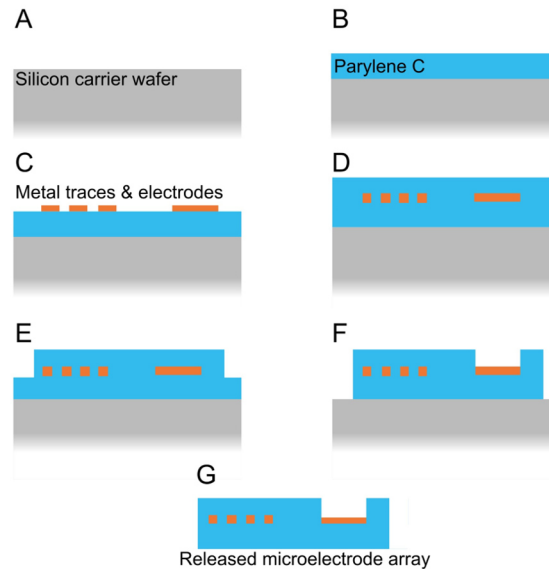 A
B
Silicon carrier wafer
Parylene C
C
D
Metal traces & electrodes
E
F
G
Released microelectrode array